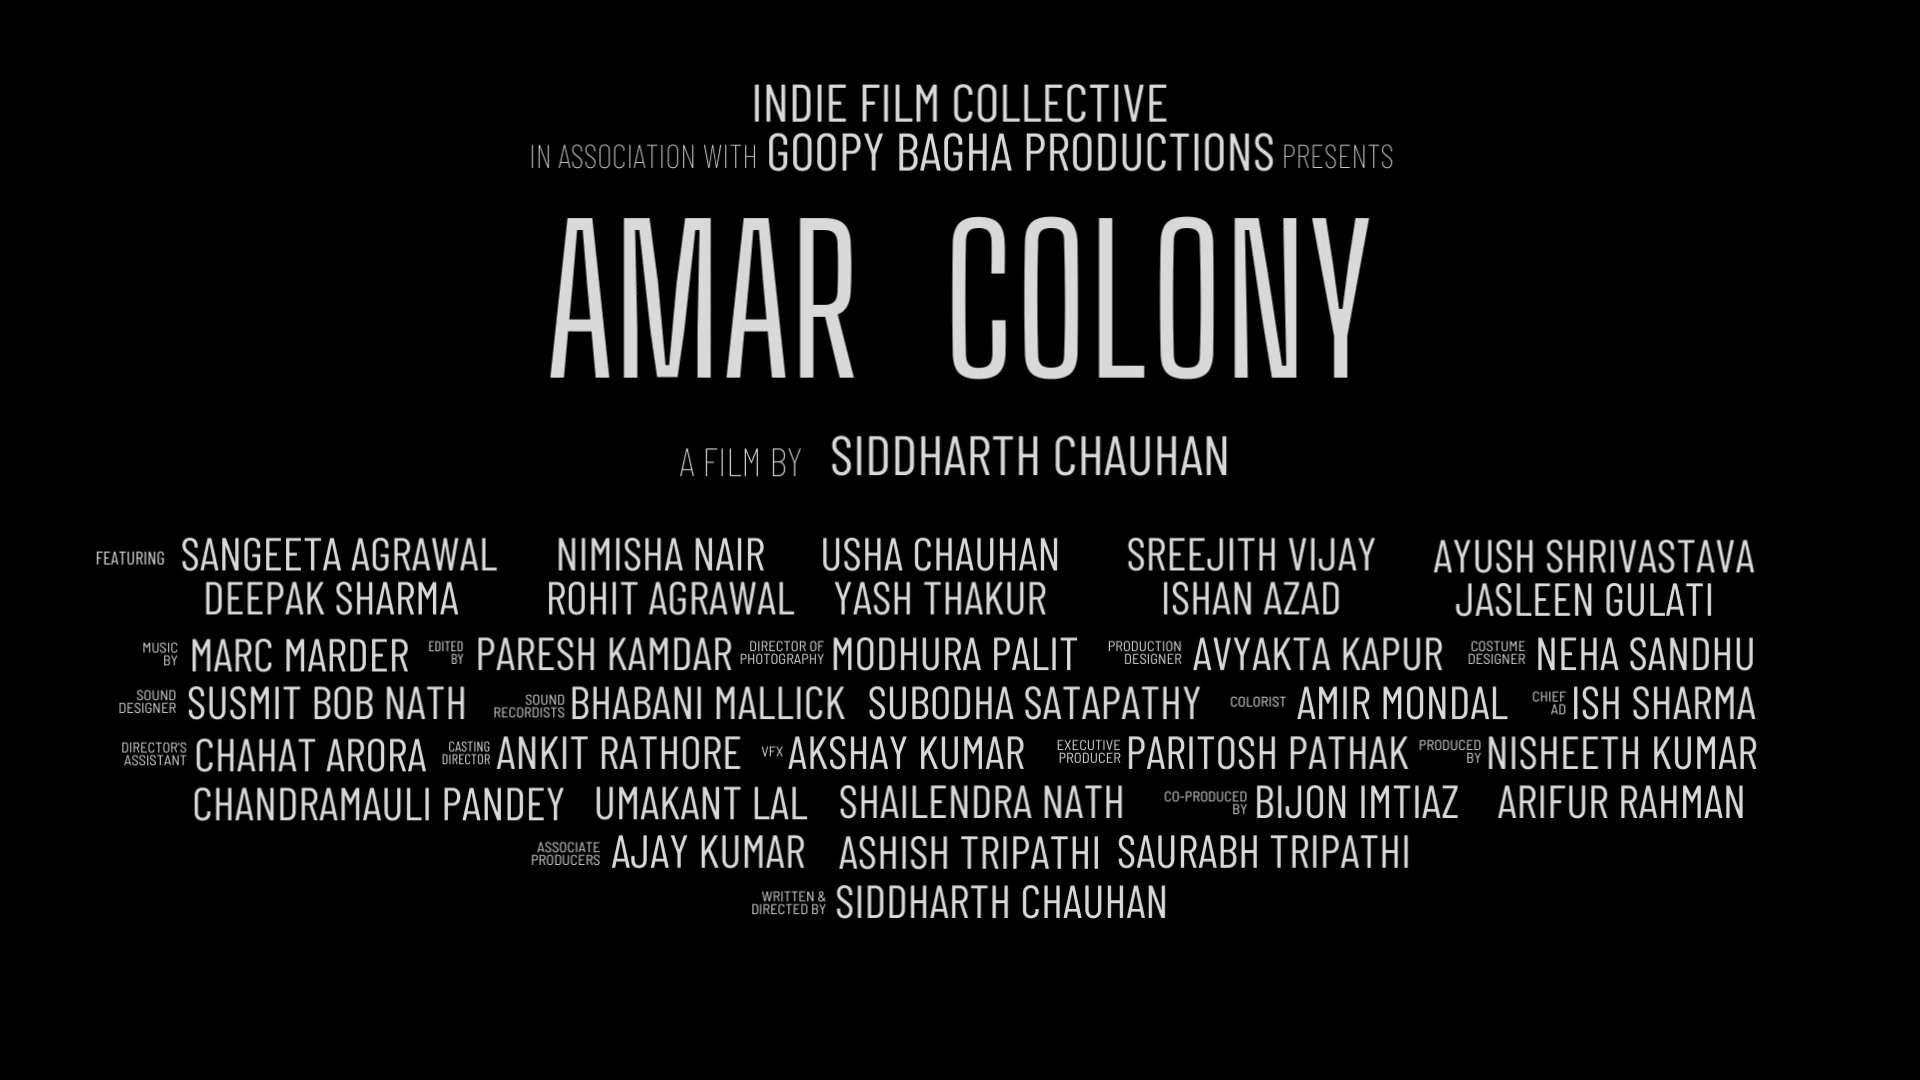 INDIE FILM COLLECTIVE
IN ASSOCIATION WITH GOOPY BAGHA PRODUCTIONS PRESENTS
AMAR COLONY
A FILM BY SIDDHARTH CHAUHAN
FEATURING SANGEETA AGRAWAL NIMISHA NAIR USHA CHAUHAN SREEJITH VIJAY AYUSH SHRIVASTAVA
DEEPAK SHARMA ROHIT AGRAWAL YASH THAKUR ISHAN AZAD JASLEEN GULATI
MUSIC BY MARC MARDER EDITED BY PARESH KAMDAR DIRECTOR OF PHOTOGRAPHY MODHURA PALIT PRODUCTION DESIGNER AVYAKTA KAPUR COSTUME DESIGNER NEHA SANDHU
SOUND DESIGNER SUSMIT BOB NATH SOUND RECORDISTS BHABANI MALLICK SUBODHA SATAPATHY COLORIST AMIR MONDAL CHIEF AD ISH SHARMA
DIRECTOR'S ASSISTANT CHAHAT ARORA CASTING DIRECTOR ANKIT RATHORE VFX AKSHAY KUMAR EXECUTIVE PRODUCER PARITOSH PATHAK PRODUCED BY NISHEETH KUMAR
CHANDRAMAULI PANDEY UMAKANT LAL SHAILENDRA NATH CO-PRODUCED BY BIJON IMTIAZ ARIFUR RAHMAN
ASSOCIATE PRODUCERS AJAY KUMAR ASHISH TRIPATHI SAURABH TRIPATHI
WRITTEN & DIRECTED BY SIDDHARTH CHAUHAN